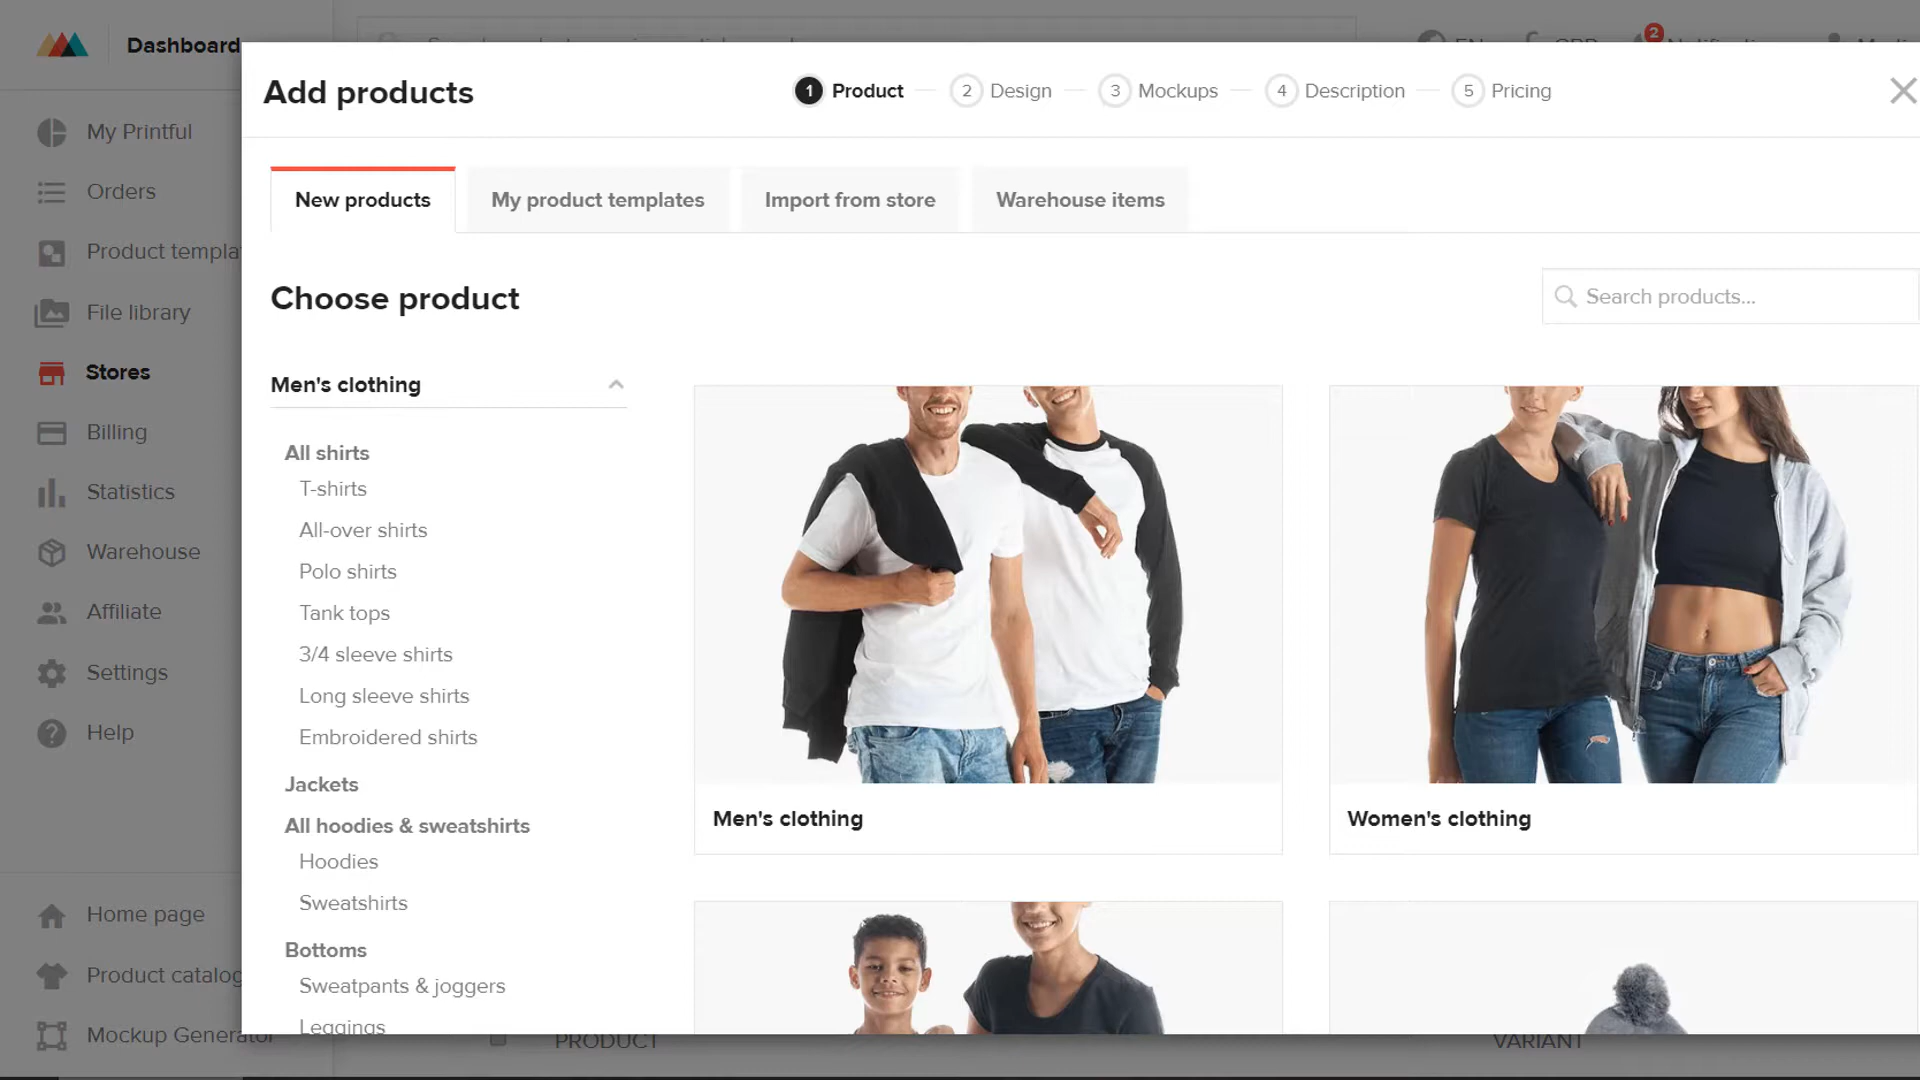 Dashboard
EN
GBP
2
My Printful
Orders
Product templa
File library
Stores
Billing
Statistics
Warehouse
Affiliate
Settings
Help
Home page
Product catalog
Mockup Generator
Add products
1 Product
2 Design
3 Mockups
4 Description
5 Pricing
New products
My product templates
Import from store
Warehouse items
Choose product
Search products...
Men's clothing
All shirts
T-shirts
All-over shirts
Polo shirts
Tank tops
3/4 sleeve shirts
Long sleeve shirts
Embroidered shirts
Jackets
All hoodies & sweatshirts
Hoodies
Sweatshirts
Bottoms
Sweatpants & joggers
Leggings
Men's clothing
Women's clothing
PRODUCT
VARIANT